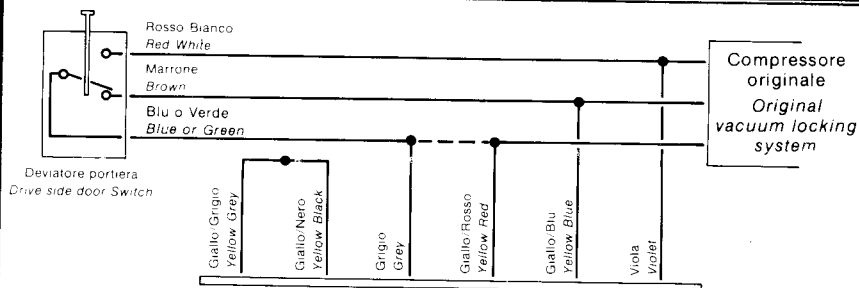 Rosso Bianco
Red White
Marrone
Brown
Blu o Verde
Blue or Green
Compressore
originale
Original
vacuum locking
system
Deviatore portiera
Drive side door Switch
Giallo/Grigio
Yellow Grey
Giallo/Nero
Yellow Black
Grigio
Grey
Giallo/Rosso
Yellow Red
Giallo/Blu
Yellow Blue
Viola
Violet